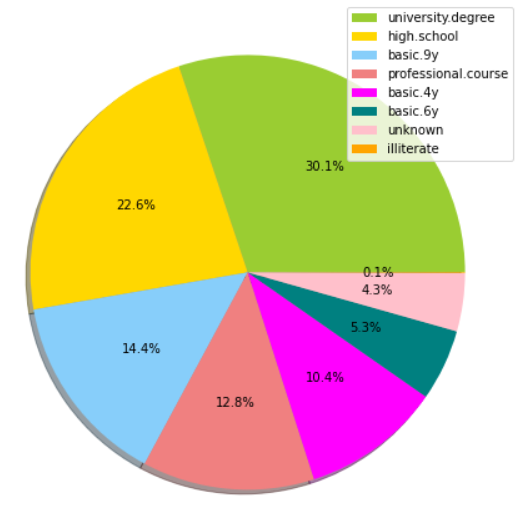 university.degree
high.school
basic.9y
professional.course
basic.4y
basic.6y
unknown
illiterate
30.1%
22.6%
14.4%
12.8%
10.4%
5.3%
4.3%
0.1%